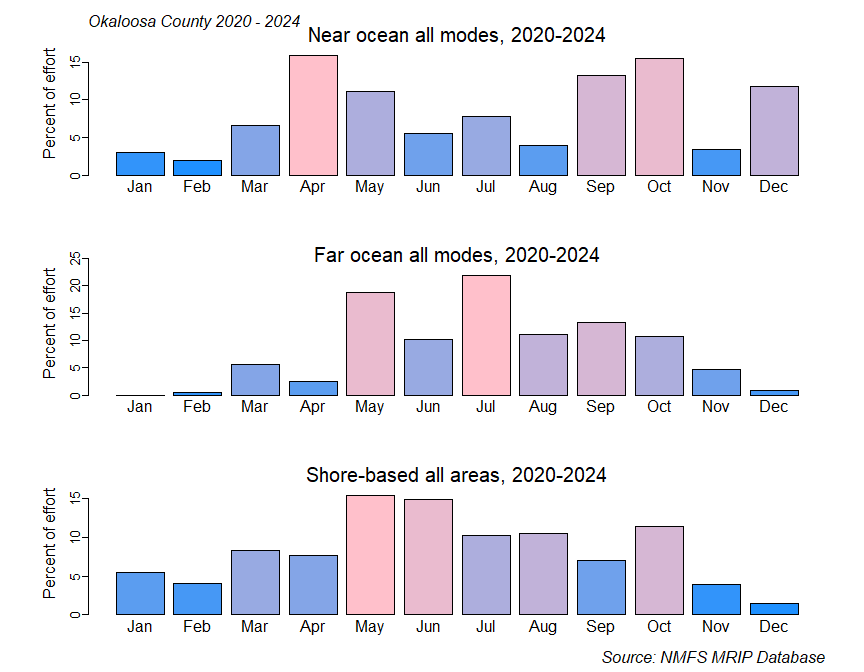 Okaloosa County 2020 - 2024
Near ocean all modes, 2020-2024
Percent of effort
15
10
5
0
Jan Feb Mar Apr May Jun Jul Aug Sep Oct Nov Dec
Far ocean all modes, 2020-2024
Percent of effort
25
20
15
10
5
0
Jan Feb Mar Apr May Jun Jul Aug Sep Oct Nov Dec
Shore-based all areas, 2020-2024
Percent of effort
15
10
5
0
Jan Feb Mar Apr May Jun Jul Aug Sep Oct Nov Dec
Source: NMFS MRIP Database